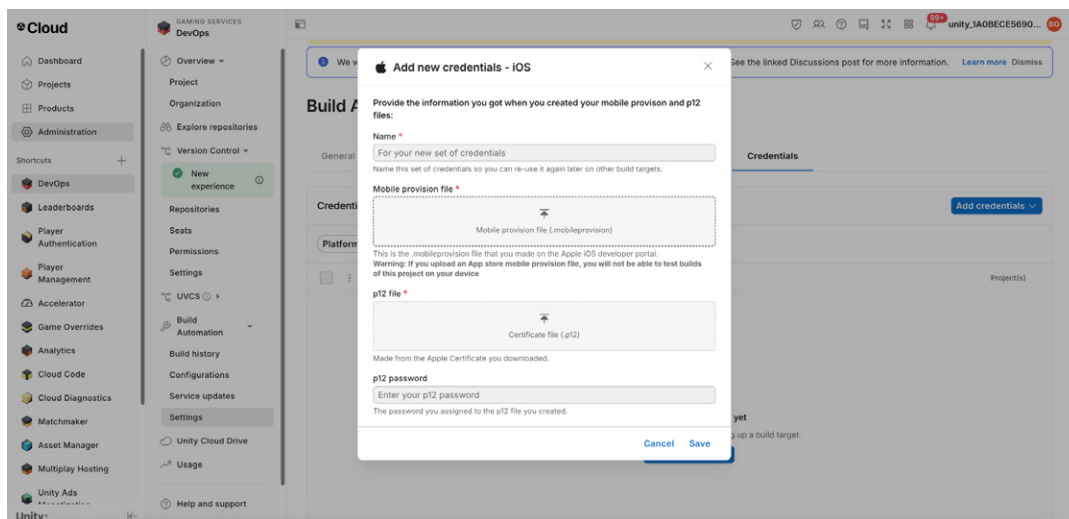 Cloud
Dashboard
Projects
Products
Administration
Shortcuts
DevOps
Leaderboards
Player
Authentication
Player
Management
Accelerator
Game Overrides
Analytics
Cloud Code
Cloud Diagnostics
Matchmaker
Asset Manager
Multiplay Hosting
Unity Ads
Unity
GAMING SERVICES
DevOps
Overview
Project
Organization
Explore repositories
Version Control
New
experience
Repositories
Seats
Permissions
Settings
UVCS
Build
Automation
Build history
Configurations
Service updates
Settings
Unity Cloud Drive
Usage
Help and support
99+
unity_1A0BECE5690...
BO
We w
See the linked Discussions post for more information. Learn more Dismiss
Build A
General
Credentials
Credenti
Add credentials
Platform
Project(s)
yet
g up a build target.
Add new credentials - iOS
Provide the information you got when you created your mobile provison and p12
files:
Name *
For your new set of credentials
Name this set of credentials so you can re-use it again later on other build targets.
Mobile provision file *
Mobile provision file (.mobileprovision)
This is the .mobileprovision file that you made on the Apple iOS developer portal.
Warning: If you upload an App store mobile provision file, you will not be able to test builds
of this project on your device
p12 file *
Certificate file (.p12)
Made from the Apple Certificate you downloaded.
p12 password
Enter your p12 password
The password you assigned to the p12 file you created.
Cancel Save